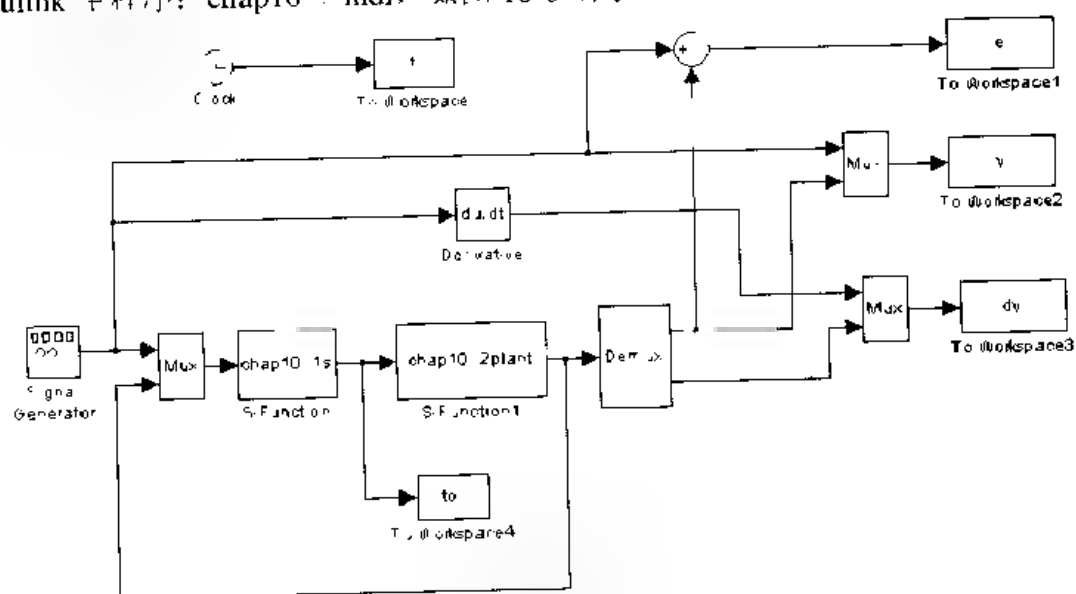 e
To Workspace1
To Workspace
Mux
y
To Workspace2
du/dt
Derivative
Mux
dy
To Workspace3
Mux
chap10_1s
chap10_2plant
Demux
Signal
Generator
S-Function
S-Function1
to
To Workspace4